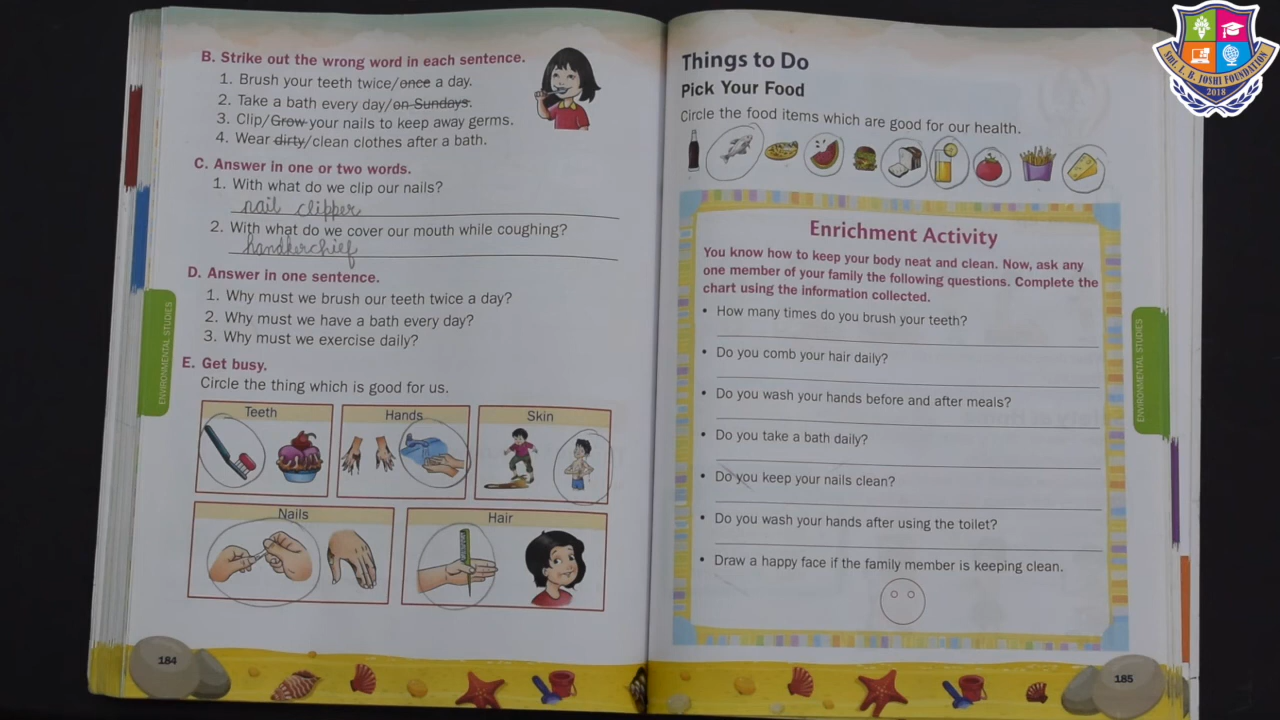 B. Strike out the wrong word in each sentence.
1. Brush your teeth twice/once a day.
2. Take a bath every day/on Sundays.
3. Clip/Grow your nails to keep away germs.
4. Wear dirty/clean clothes after a bath.
C. Answer in one or two words.
1. With what do we clip our nails?
nail clipper
2. With what do we cover our mouth while coughing?
handkerchief
D. Answer in one sentence.
1. Why must we brush our teeth twice a day?
2. Why must we have a bath every day?
3. Why must we exercise daily?
E. Get busy.
Circle the thing which is good for us.
Teeth
Hands
Skin
Nails
Hair
ENVIRONMENTAL STUDIES
184
Things to Do
Pick Your Food
Circle the food items which are good for our health.
Enrichment Activity
You know how to keep your body neat and clean. Now, ask any
one member of your family the following questions. Complete the
chart using the information collected.
• How many times do you brush your teeth?
• Do you comb your hair daily?
• Do you wash your hands before and after meals?
• Do you take a bath daily?
• Do you keep your nails clean?
• Do you wash your hands after using the toilet?
• Draw a happy face if the family member is keeping clean.
ENVIRONMENTAL STUDIES
185
SMT. L. B. JOSHI FOUNDATION
2018